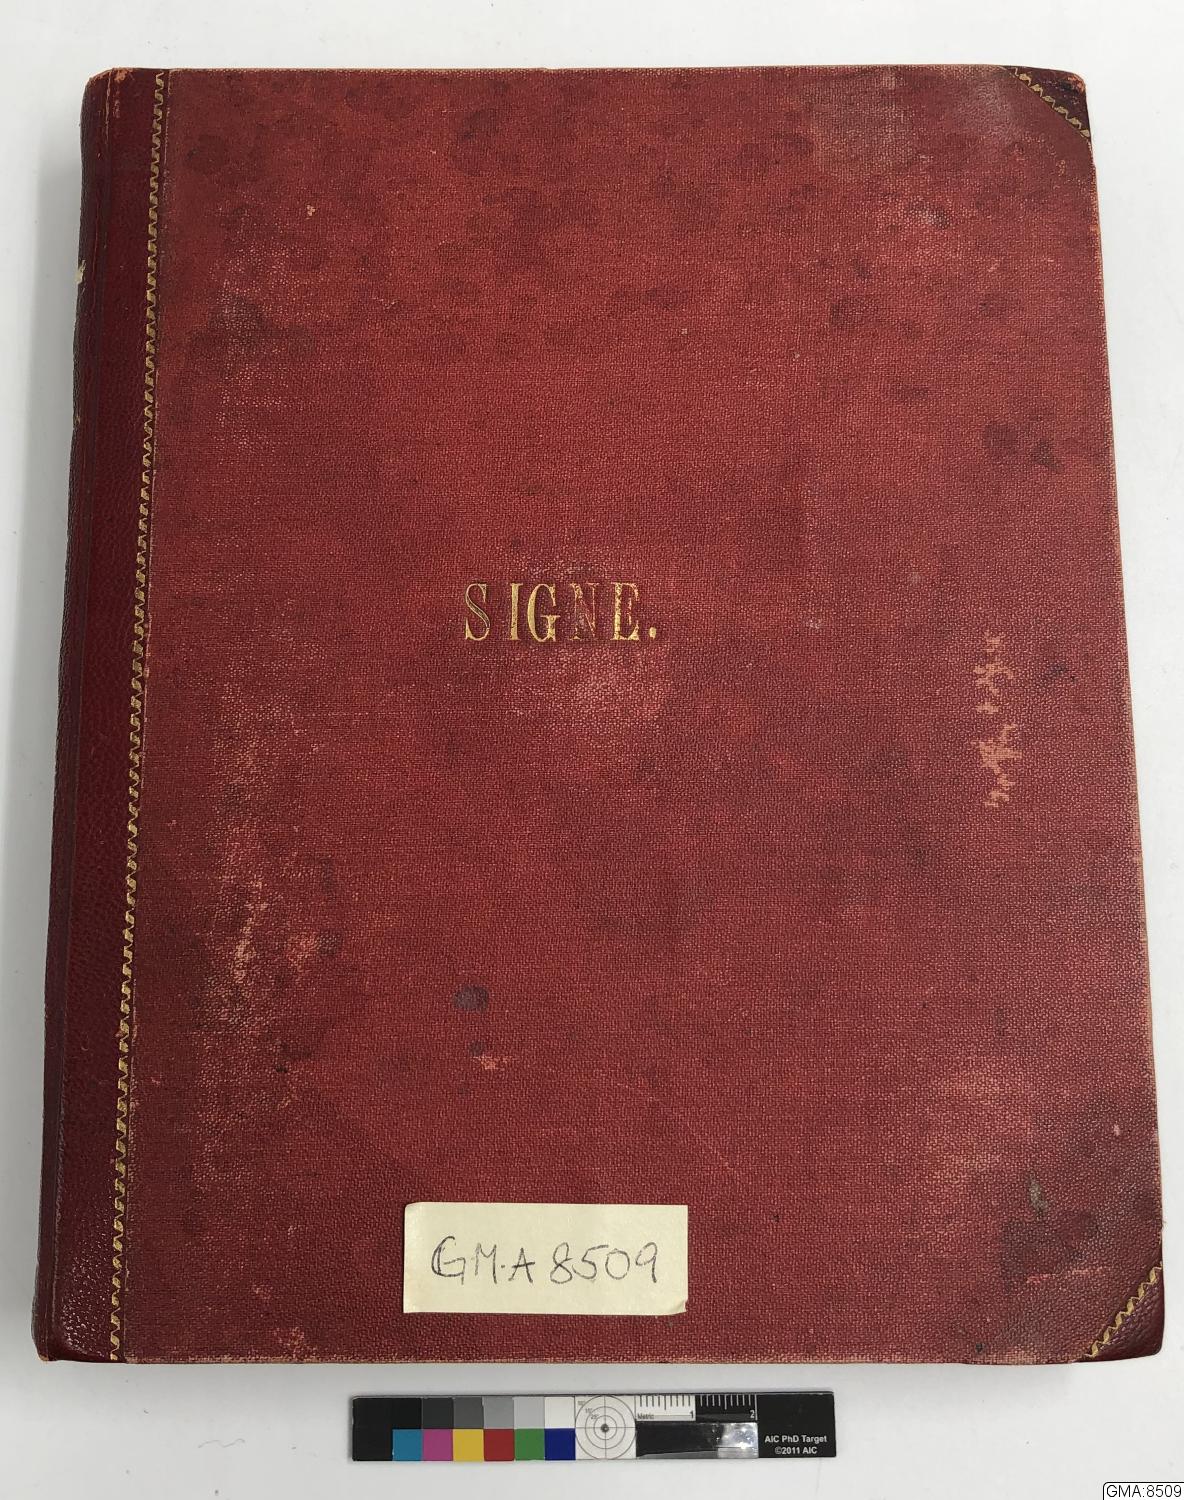 SIGNE.
GM.A 8509
Metric 1 2
AIC PhD Target
©2011 AIC
GMA:8509